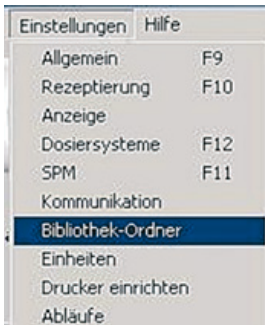 Einstellungen Hilfe
Allgemein F9
Rezeptierung F10
Anzeige
Dosiersysteme F12
SPM F11
Kommunikation
Bibliothek-Ordner
Einheiten
Drucker einrichten
Abläufe